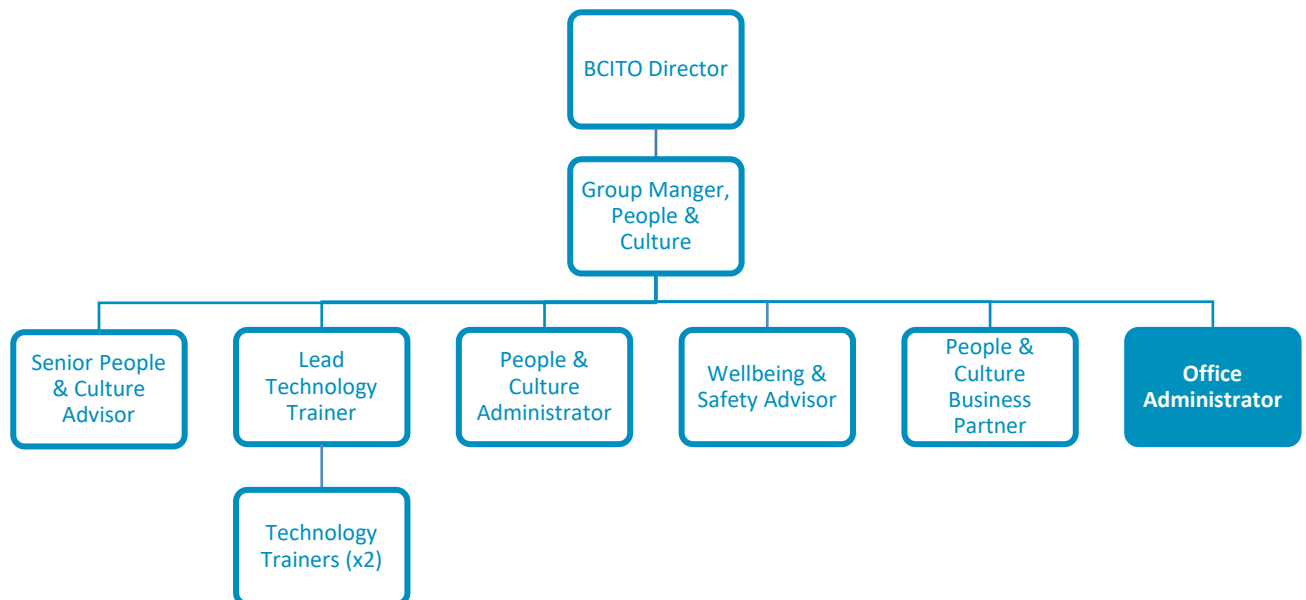 BCITO Director
Group Manger,
People &
Culture
Senior People
& Culture
Advisor
Lead
Technology
Trainer
People &
Culture
Administrator
Wellbeing &
Safety Advisor
People &
Culture
Business
Partner
Office
Administrator
Technology
Trainers (x2)